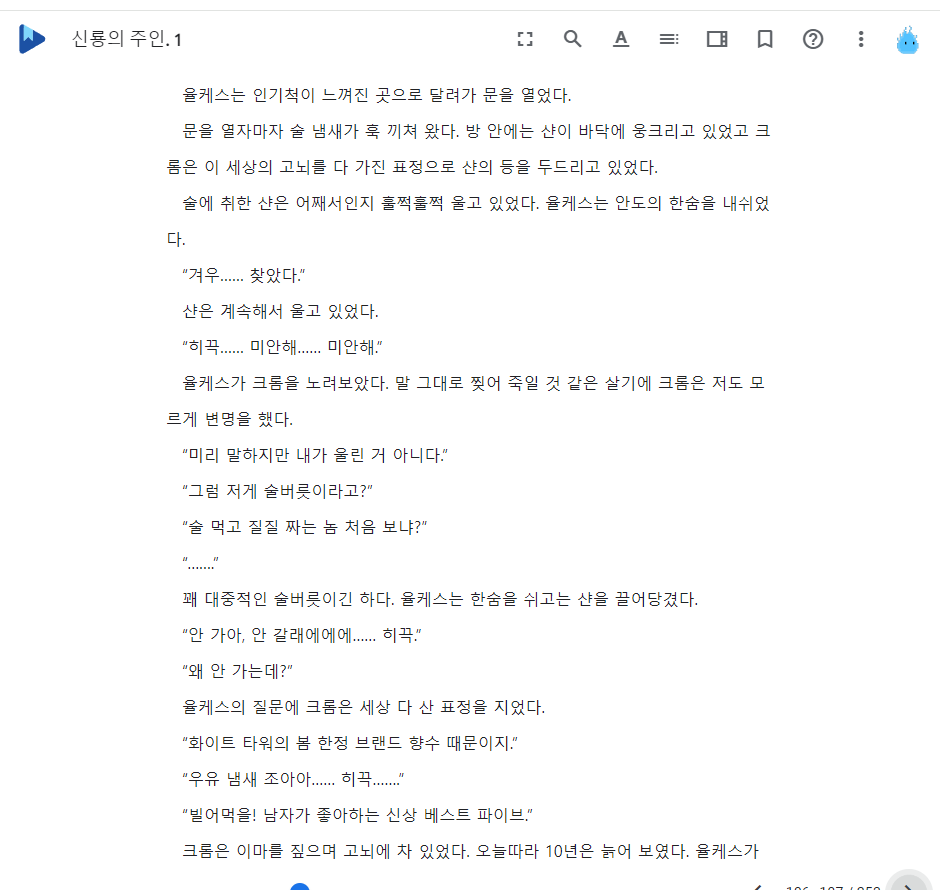 신룡의 주인. 1
율케스는 인기척이 느껴진 곳으로 달려가 문을 열었다.
문을 열자마자 술 냄새가 훅 끼쳐 왔다. 방 안에는 샨이 바닥에 웅크리고 있었고 크
롬은 이 세상의 고뇌를 다 가진 표정으로 샨의 등을 두드리고 있었다.
술에 취한 샨은 어째서인지 훌쩍훌쩍 울고 있었다. 율케스는 안도의 한숨을 내쉬었
다.
“겨우...... 찾았다.”
샨은 계속해서 울고 있었다.
“히끅...... 미안해...... 미안해.”
율케스가 크롬을 노려보았다. 말 그대로 찢어 죽일 것 같은 살기에 크롬은 저도 모
르게 변명을 했다.
“미리 말하지만 내가 울린 거 아니다.”
“그럼 저게 술버릇이라고?”
“술 먹고 질질 짜는 놈 처음 보냐?”
“.......”
꽤 대중적인 술버릇이긴 하다. 율케스는 한숨을 쉬고는 샨을 끌어당겼다.
“안 가아, 안 갈래에에에...... 히끅.”
“왜 안 가는데?”
율케스의 질문에 크롬은 세상 다 산 표정을 지었다.
“화이트 타워의 봄 한정 브랜드 향수 때문이지.”
“우유 냄새 조아아...... 히끅.......”
“빌어먹을! 남자가 좋아하는 신상 베스트 파이브.”
크롬은 이마를 짚으며 고뇌에 차 있었다. 오늘따라 10년은 늙어 보였다. 율케스가